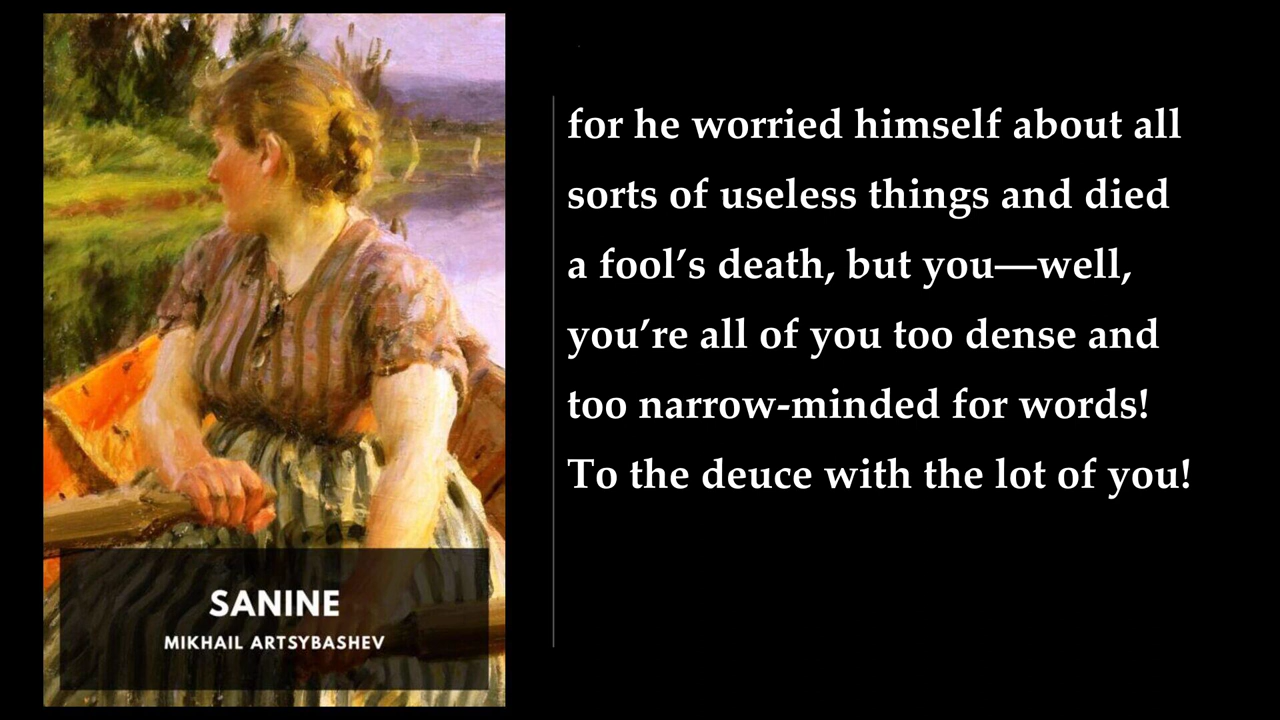 for he worried himself about all
sorts of useless things and died
a fool’s death, but you—well,
you’re all of you too dense and
too narrow-minded for words!
To the deuce with the lot of you!
SANINE
MIKHAIL ARTSYBASHEV